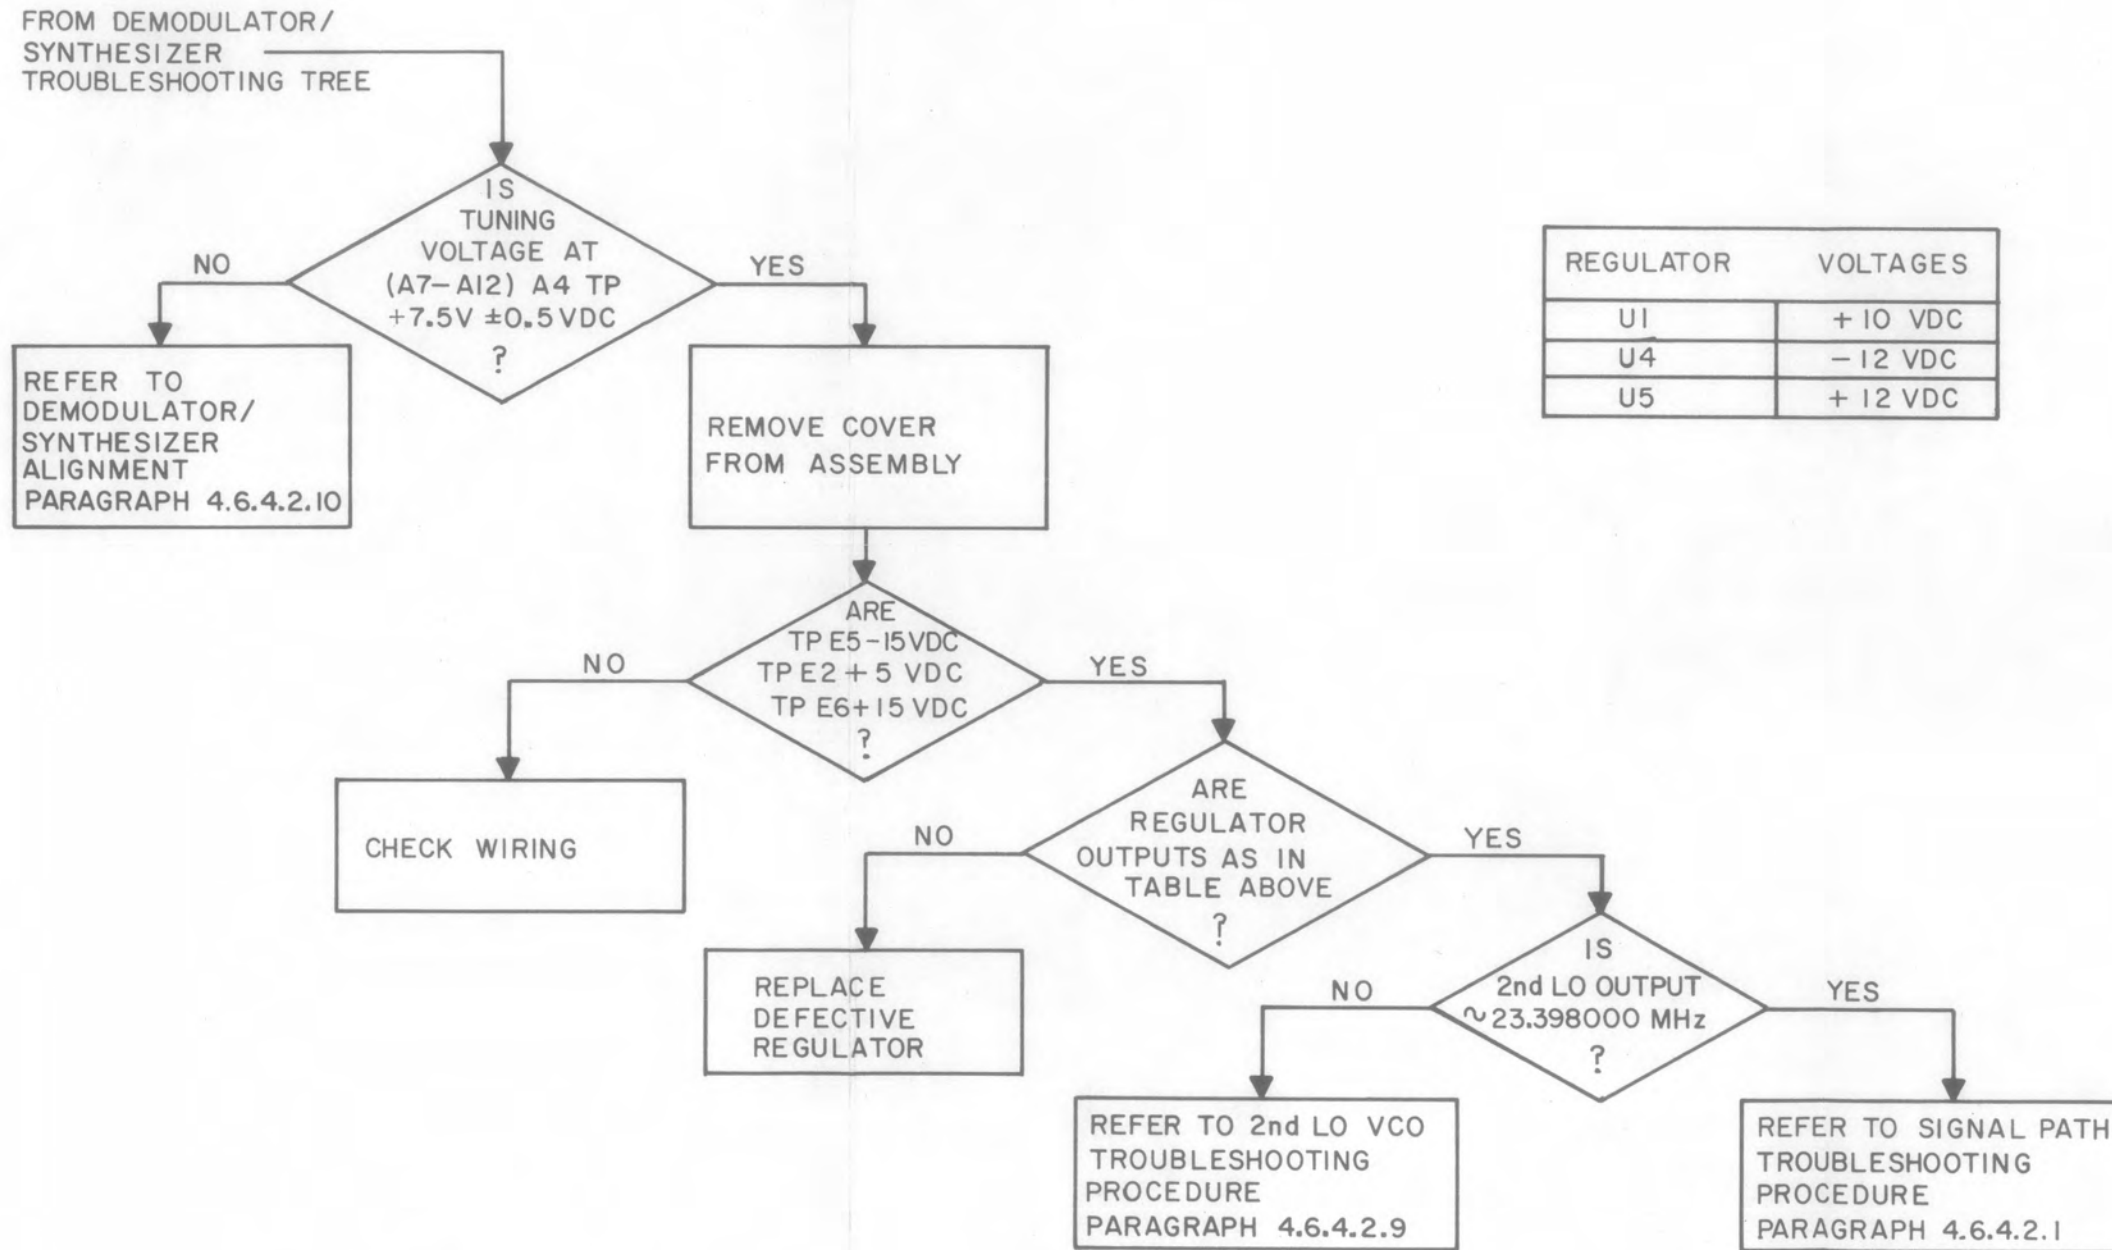 FROM DEMODULATOR/
SYNTHESIZER
TROUBLESHOOTING TREE
IS
TUNING
VOLTAGE AT
(A7-A12) A4 TP
+7.5V ±0.5 VDC
?
NO
YES
REFER TO
DEMODULATOR/
SYNTHESIZER
ALIGNMENT
PARAGRAPH 4.6.4.2.10
REMOVE COVER
FROM ASSEMBLY
REGULATOR VOLTAGES
U1 +10 VDC
U4 -12 VDC
U5 +12 VDC
ARE
TP E5-15VDC
TP E2 + 5 VDC
TP E6+15 VDC
?
NO
YES
CHECK WIRING
ARE
REGULATOR
OUTPUTS AS IN
TABLE ABOVE
?
NO
YES
REPLACE
DEFECTIVE
REGULATOR
IS
2nd LO OUTPUT
~23.398000 MHz
?
NO
YES
REFER TO 2nd LO VCO
TROUBLESHOOTING
PROCEDURE
PARAGRAPH 4.6.4.2.9
REFER TO SIGNAL PATH
TROUBLESHOOTING
PROCEDURE
PARAGRAPH 4.6.4.2.1